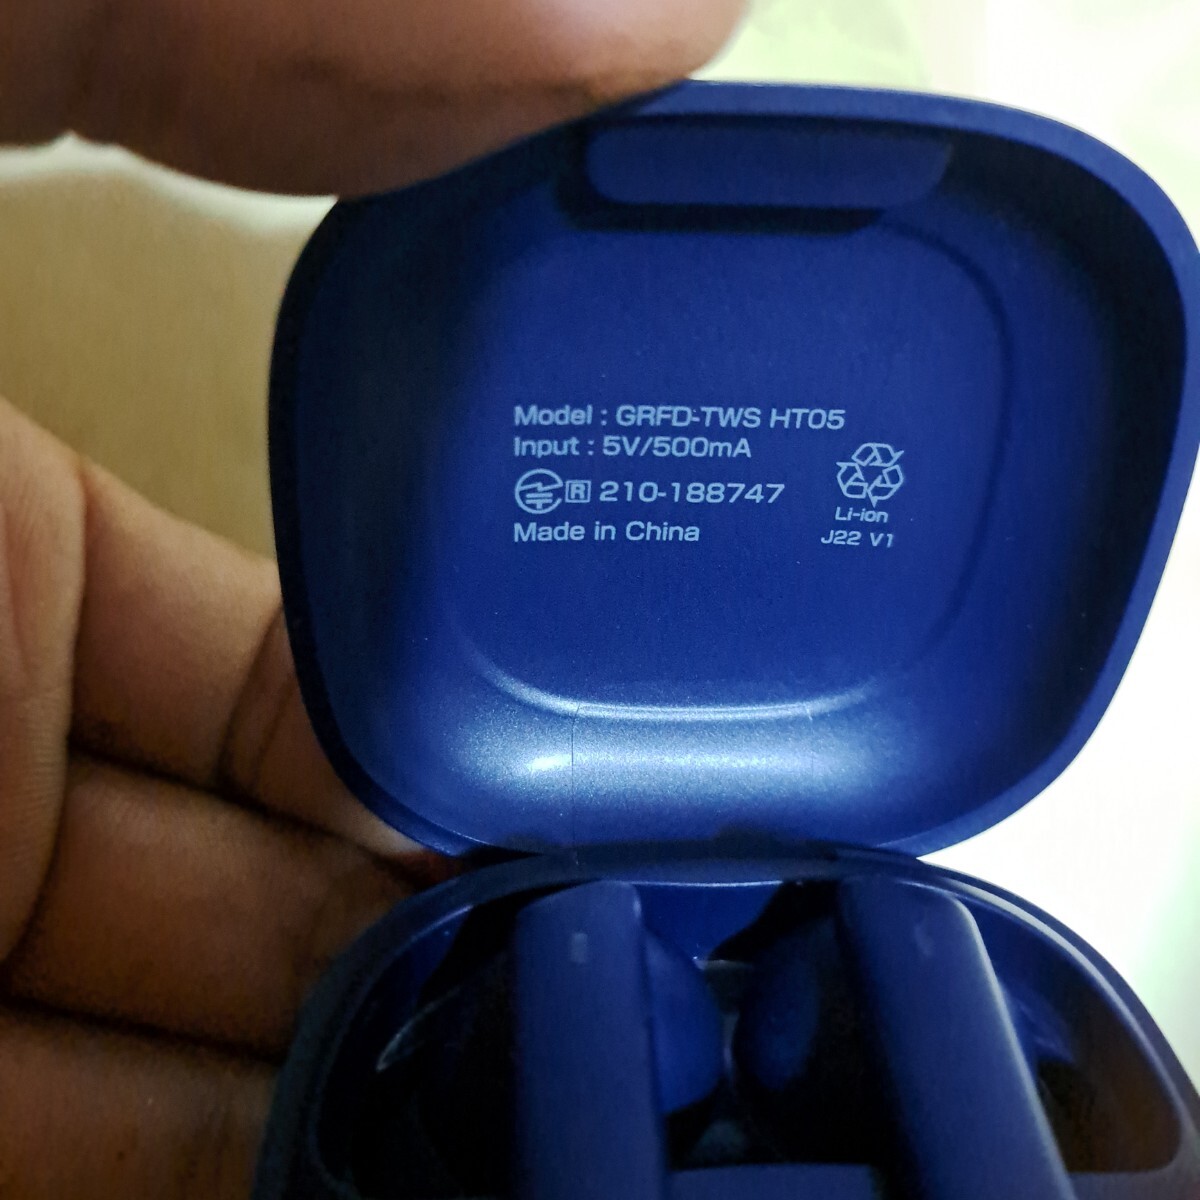 Model : GRFD-TWS HT05
Input : 5V/500mA
R 210-188747
Made in China
Li-ion
J22 V1